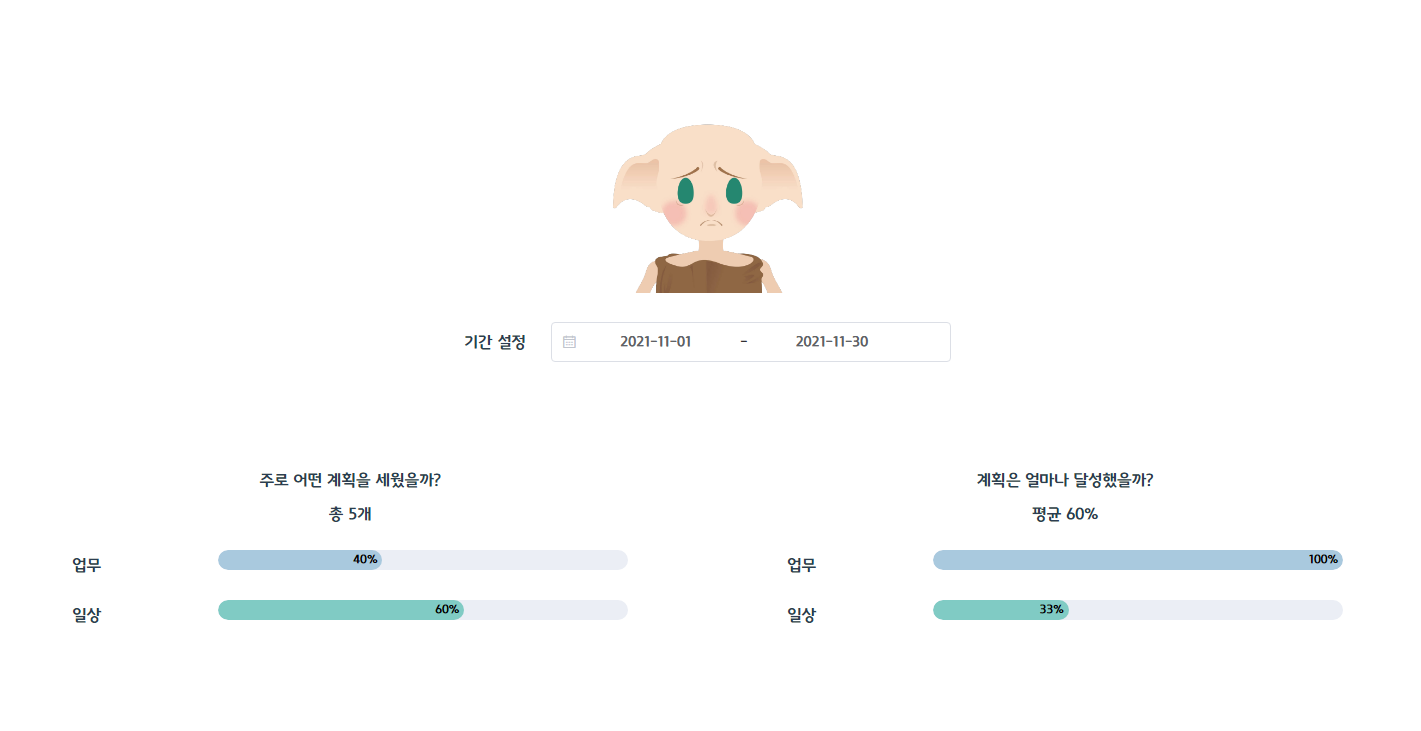 기간 설정 2021-11-01 - 2021-11-30
주로 어떤 계획을 세웠을까?
총 5개
업무 40%
일상 60%
계획은 얼마나 달성했을까?
평균 60%
업무 100%
일상 33%